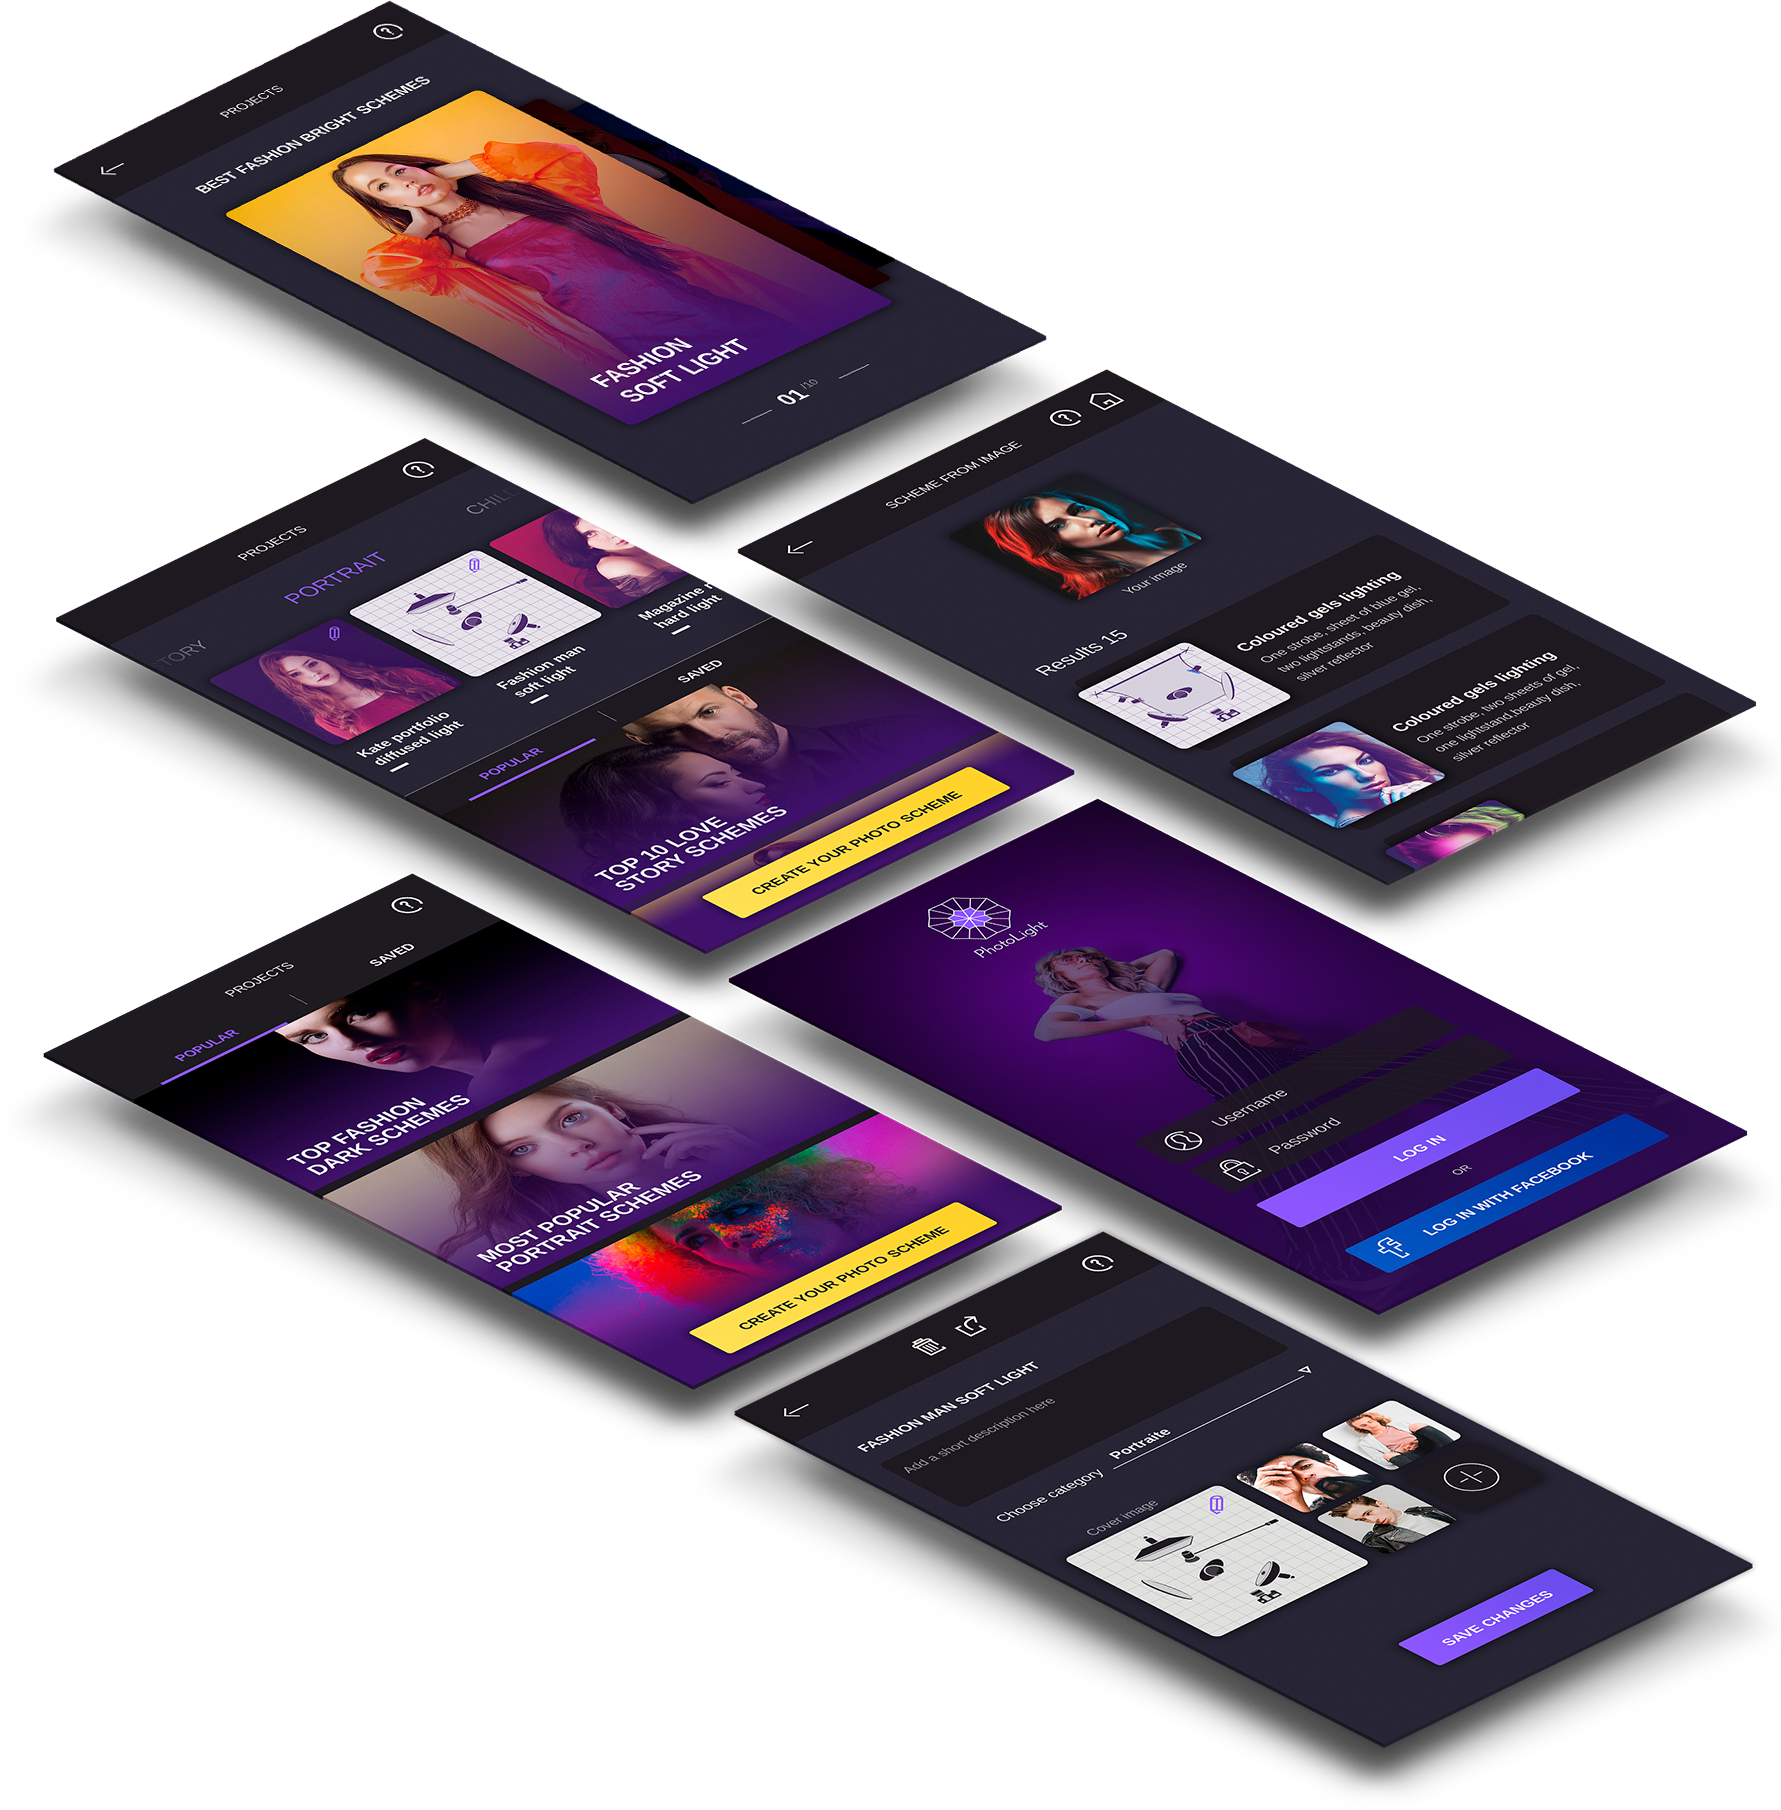 PROJECTS
BEST FASHION BRIGHT SCHEMES
FASHION
SOFT LIGHT
01 /10
PROJECTS
STORY
PORTRAIT
CHILL
Kate portfolio
diffused light
Fashion man
soft light
Magazine
hard light
POPULAR
SAVED
TOP 10 LOVE
STORY SCHEMES
CREATE YOUR PHOTO SCHEME
SCHEME FROM IMAGE
Your image
Results 15
Coloured gels lighting
One strobe, sheet of blue gel,
two lightstands, beauty dish,
silver reflector
Coloured gels lighting
One strobe, two sheets of gel,
one lightstand, beauty dish,
silver reflector
PROJECTS
POPULAR
SAVED
TOP FASHION
DARK SCHEMES
MOST POPULAR
PORTRAIT SCHEMES
CREATE YOUR PHOTO SCHEME
PhotoLight
Username
Password
LOG IN
OR
LOG IN WITH FACEBOOK
FASHION MAN SOFT LIGHT
Add a short description here
Choose category
Portraite
Cover image
SAVE CHANGES